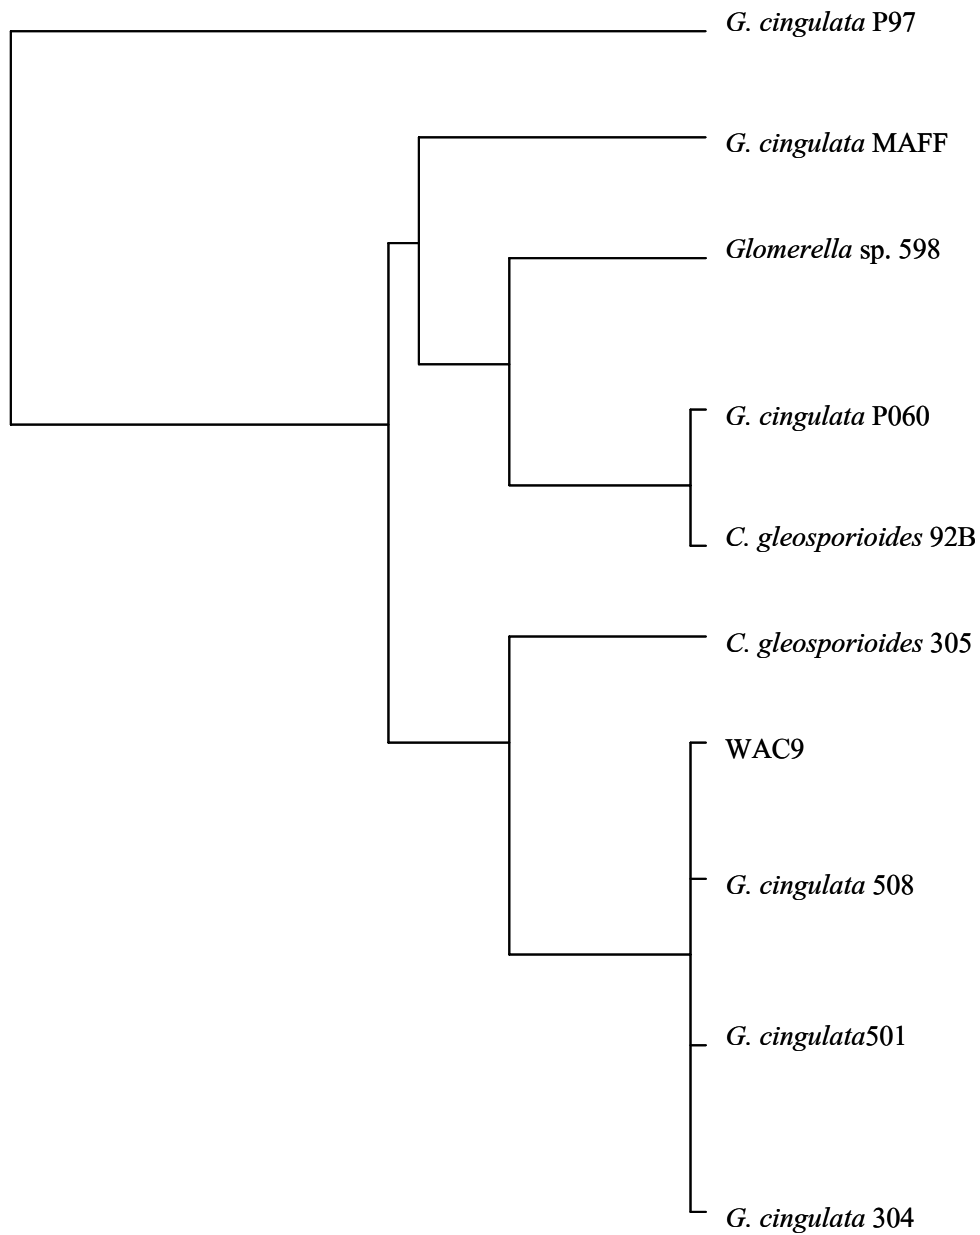 G. cingulata P97
G. cingulata MAFF
Glomerella sp. 598
G. cingulata P060
C. gleosporioides 92B
C. gleosporioides 305
WAC9
G. cingulata 508
G. cingulata501
G. cingulata 304